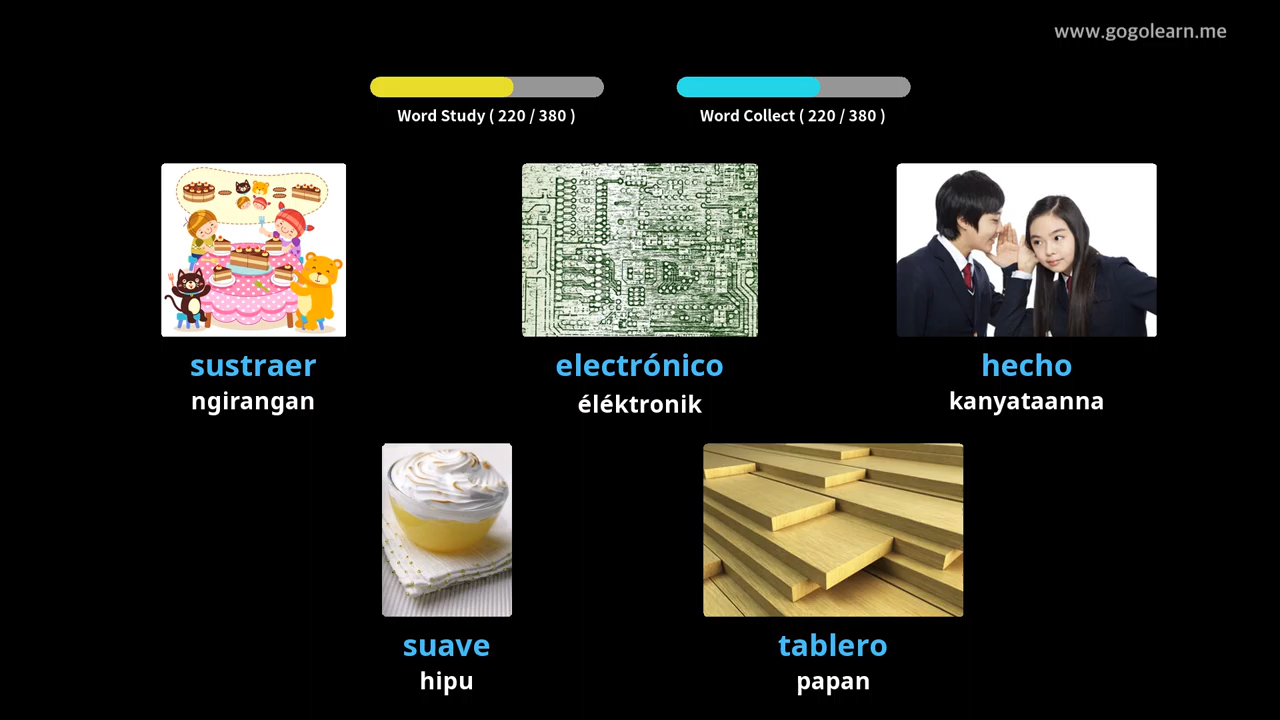 www.gogolearn.me
Word Study ( 220 / 380 )
Word Collect ( 220 / 380 )
sustraer
ngirangan
electrónico
éléktronik
hecho
kanyataanna
suave
hipu
tablero
papan